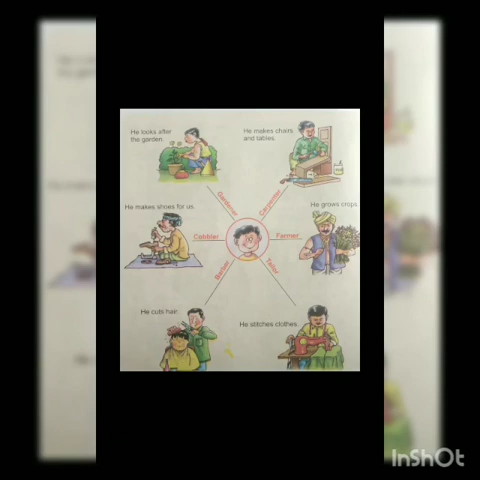 He looks after
the garden.
He makes chairs
and tables.
Gardener
Carpenter
He makes shoes for us.
He grows crops.
Cobbler
Farmer
Barber
Tailor
He cuts hair.
He stitches clothes.
InShOt